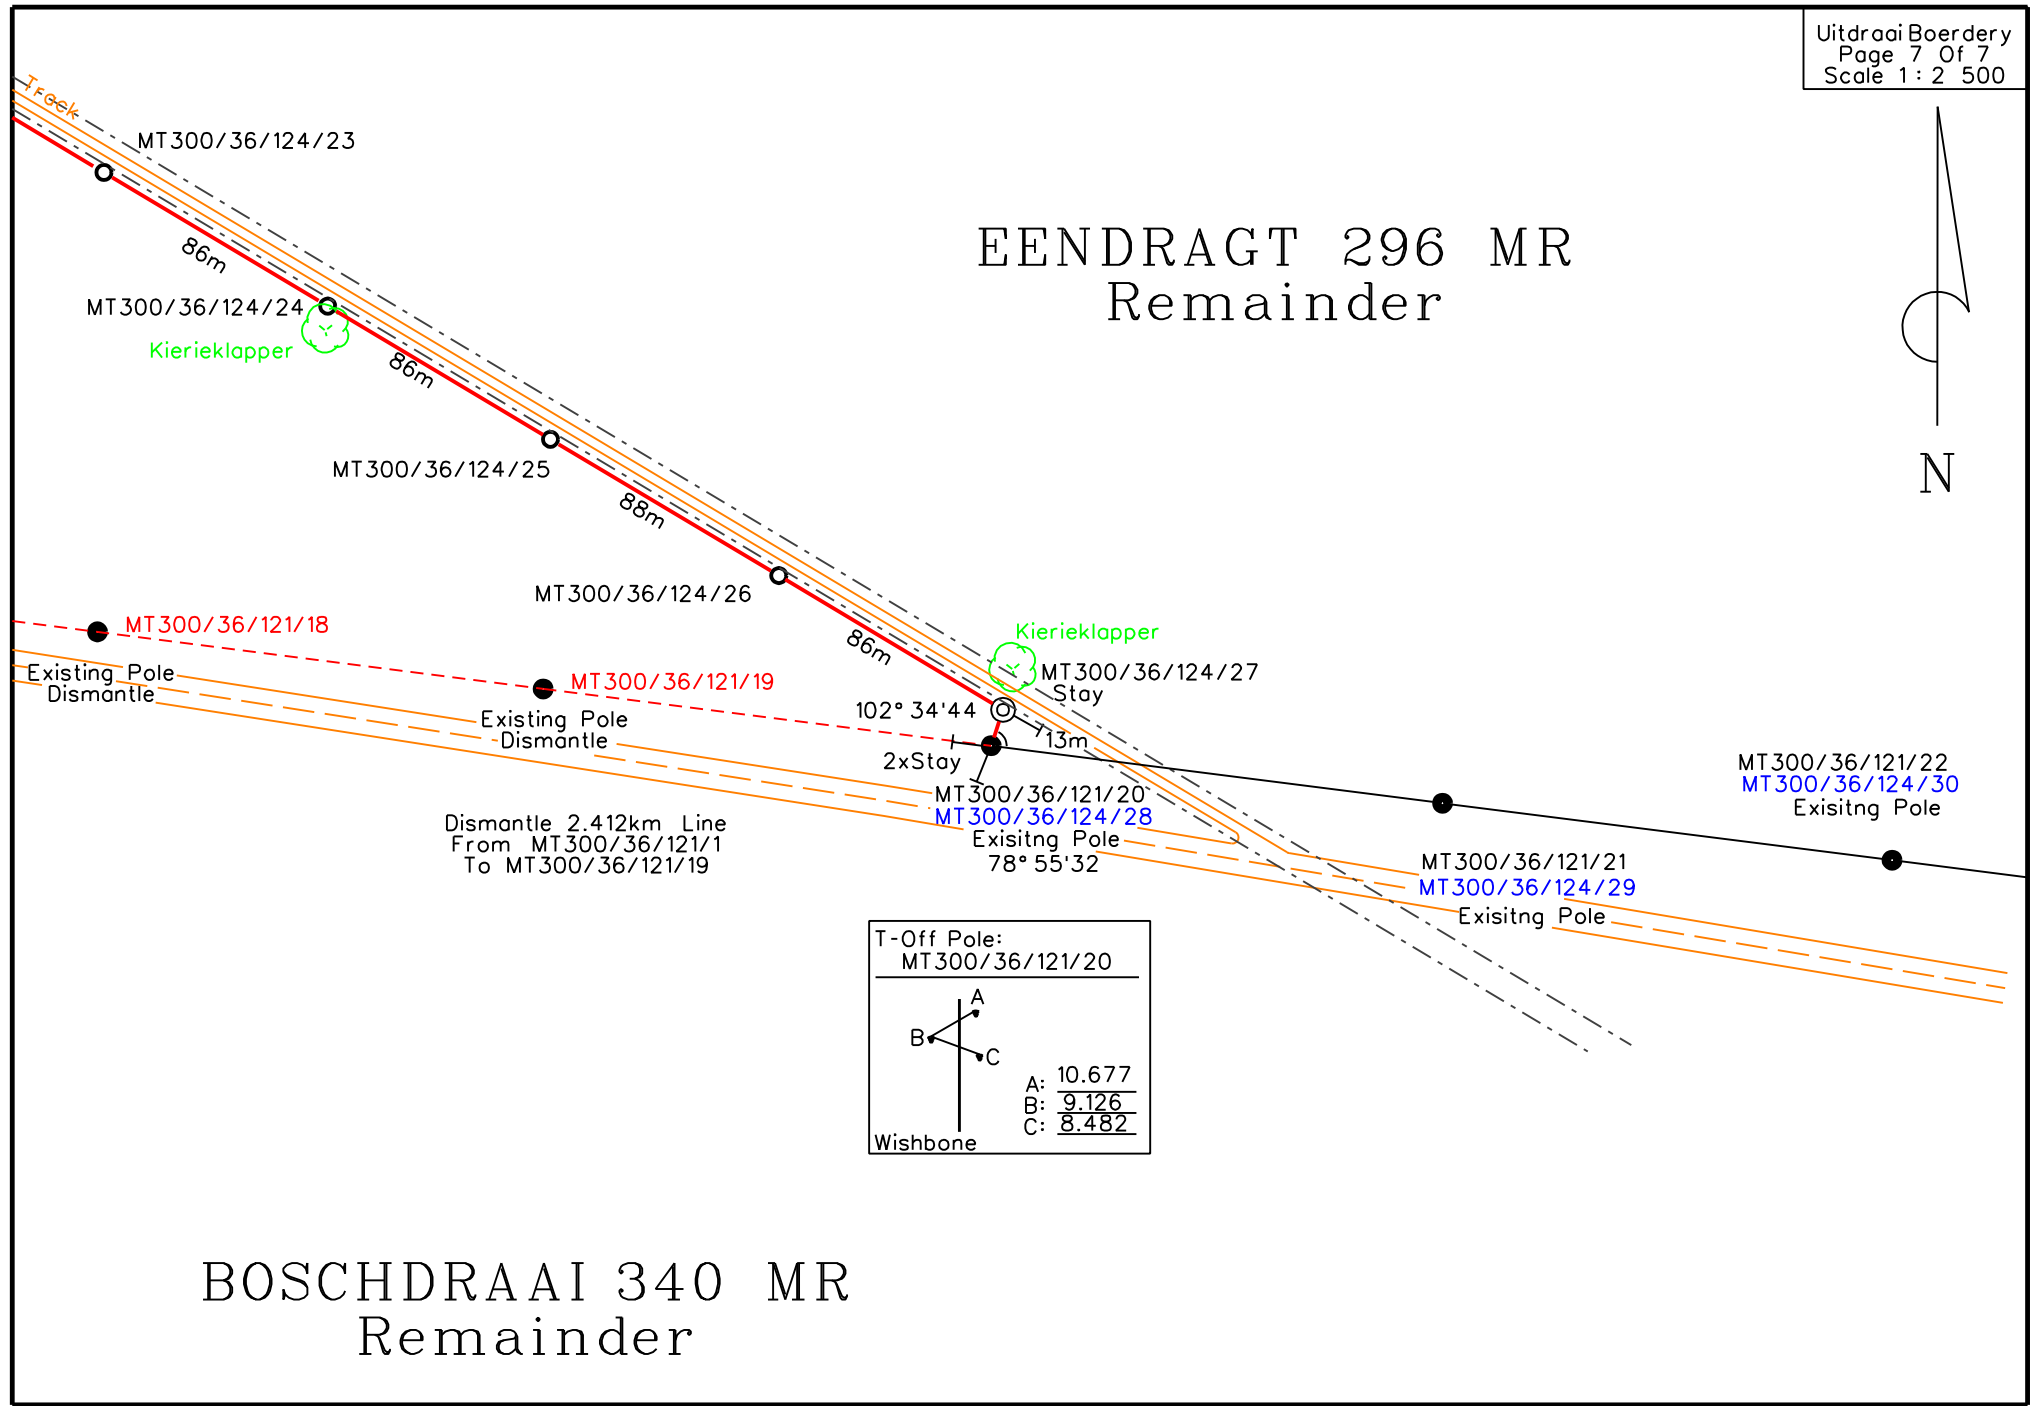 Uitdraai Boerdery
Page 7 Of 7
Scale 1 : 2 500
Track
MT300/36/124/23
86m
EENDRAGT 296 MR
Remainder
MT300/36/124/24
Kierieklapper
86m
MT300/36/124/25
N
88m
MT300/36/124/26
MT300/36/121/18
Existing Pole
Dismantle
86m
Kierieklapper
MT300/36/124/27
Stay
MT300/36/121/19
Existing Pole
Dismantle
102° 34'44
13m
2xStay
MT300/36/121/20
MT300/36/124/28
Exisitng Pole
78° 55'32
MT300/36/121/22
MT300/36/124/30
Exisitng Pole
Dismantle 2.412km Line
From MT300/36/121/1
To MT300/36/121/19
MT300/36/121/21
MT300/36/124/29
Exisitng Pole
T-Off Pole:
MT300/36/121/20
A
B
C
A: 10.677
B: 9.126
C: 8.482
Wishbone
BOSCHDRAAI 340 MR
Remainder